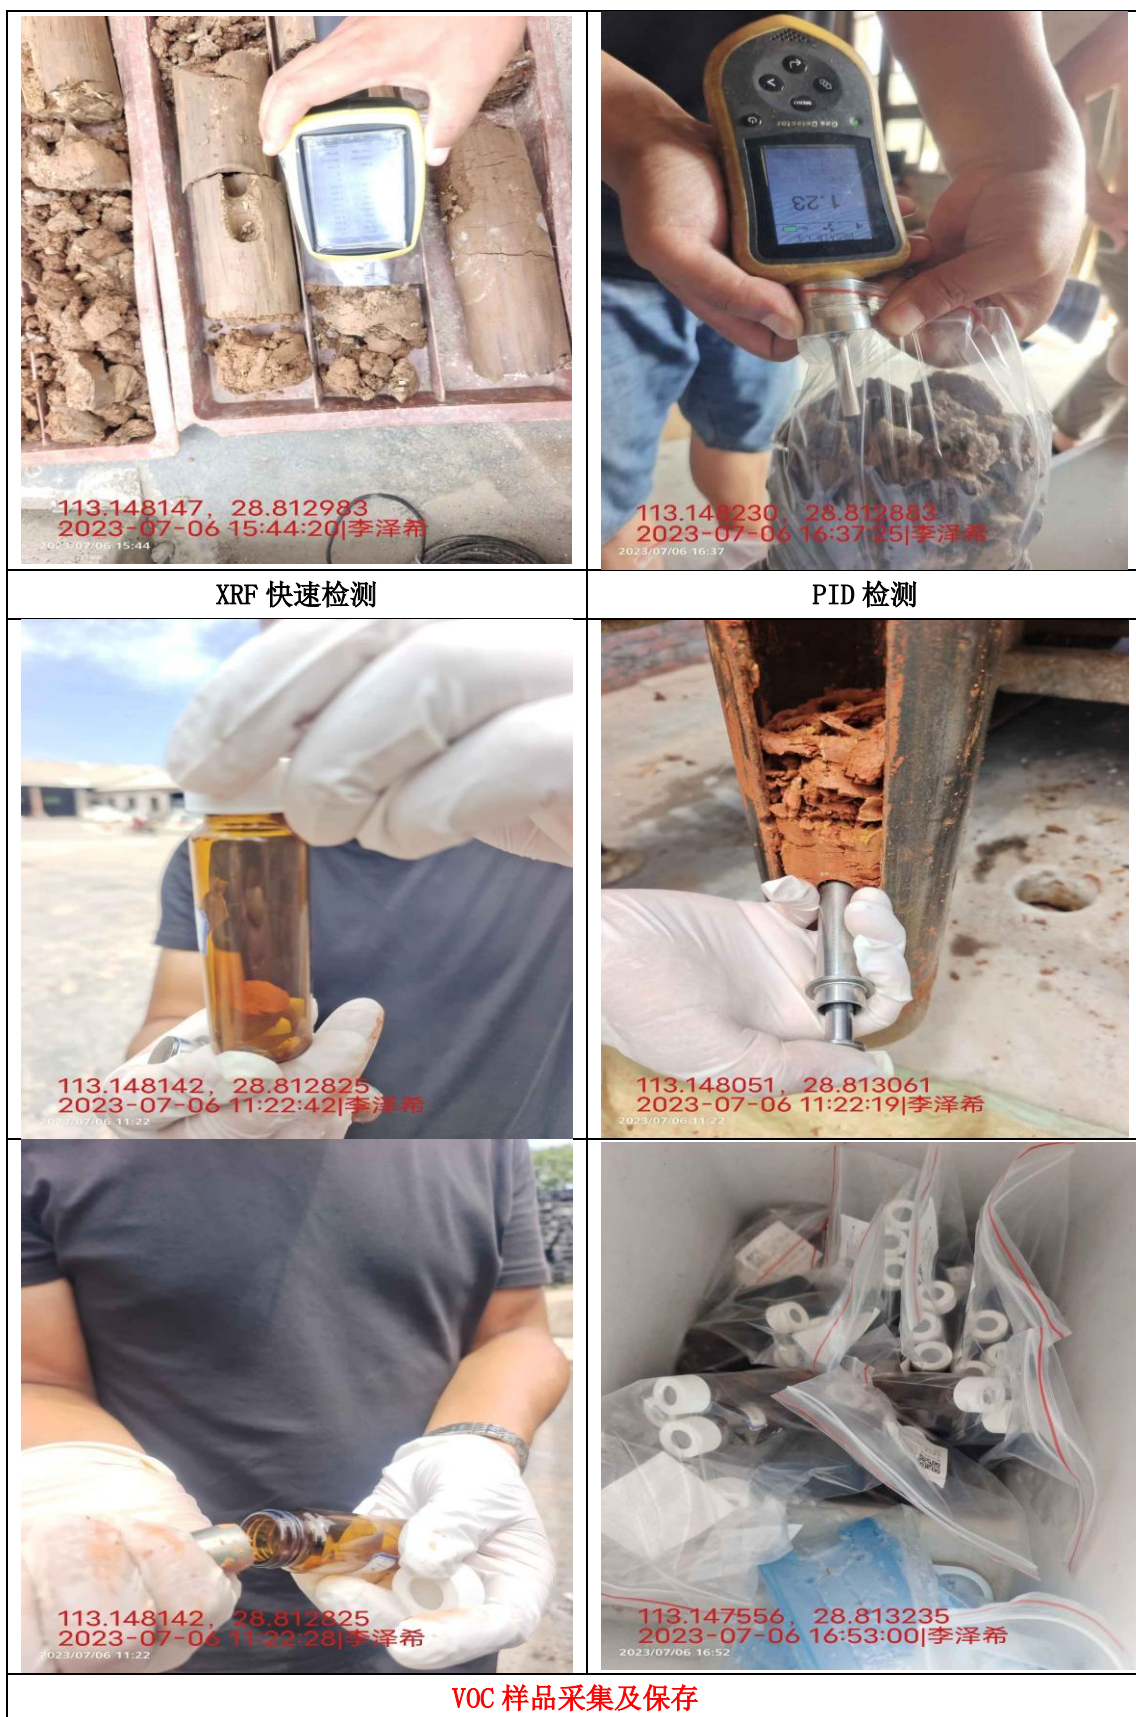 113.148147, 28.812983
2023-07-06 15:44:20|李泽希
2023/07/06 15:44
MENU
Gas Detector
1.23
113.148230, 28.812883
2023-07-06 16:37:25|李泽希
2023/07/06 16:37
XRF 快速检测
PID 检测
113.148142, 28.812825
2023-07-06 11:22:42|李泽希
2023/07/06 11:22
113.148051, 28.813061
2023-07-06 11:22:19|李泽希
2023/07/06 11:22
113.148142, 28.812825
2023-07-06 11:22:28|李泽希
2023/07/06 11:22
113.147556, 28.813235
2023-07-06 16:53:00|李泽希
2023/07/06 16:52
VOC 样品采集及保存